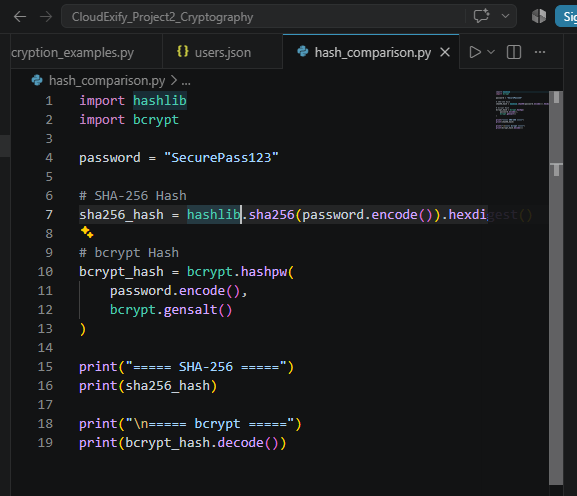 CloudExify_Project2_Cryptography
Sig
cryption_examples.py
{} users.json
hash_comparison.py
hash_comparison.py > ...
1 import hashlib
2 import bcrypt
3
4 password = "SecurePass123"
5
6 # SHA-256 Hash
7 sha256_hash = hashlib.sha256(password.encode()).hexdigest()
8
9 # bcrypt Hash
10 bcrypt_hash = bcrypt.hashpw(
11     password.encode(),
12     bcrypt.gensalt()
13 )
14
15 print("===== SHA-256 =====")
16 print(sha256_hash)
17
18 print("\n===== bcrypt =====")
19 print(bcrypt_hash.decode())